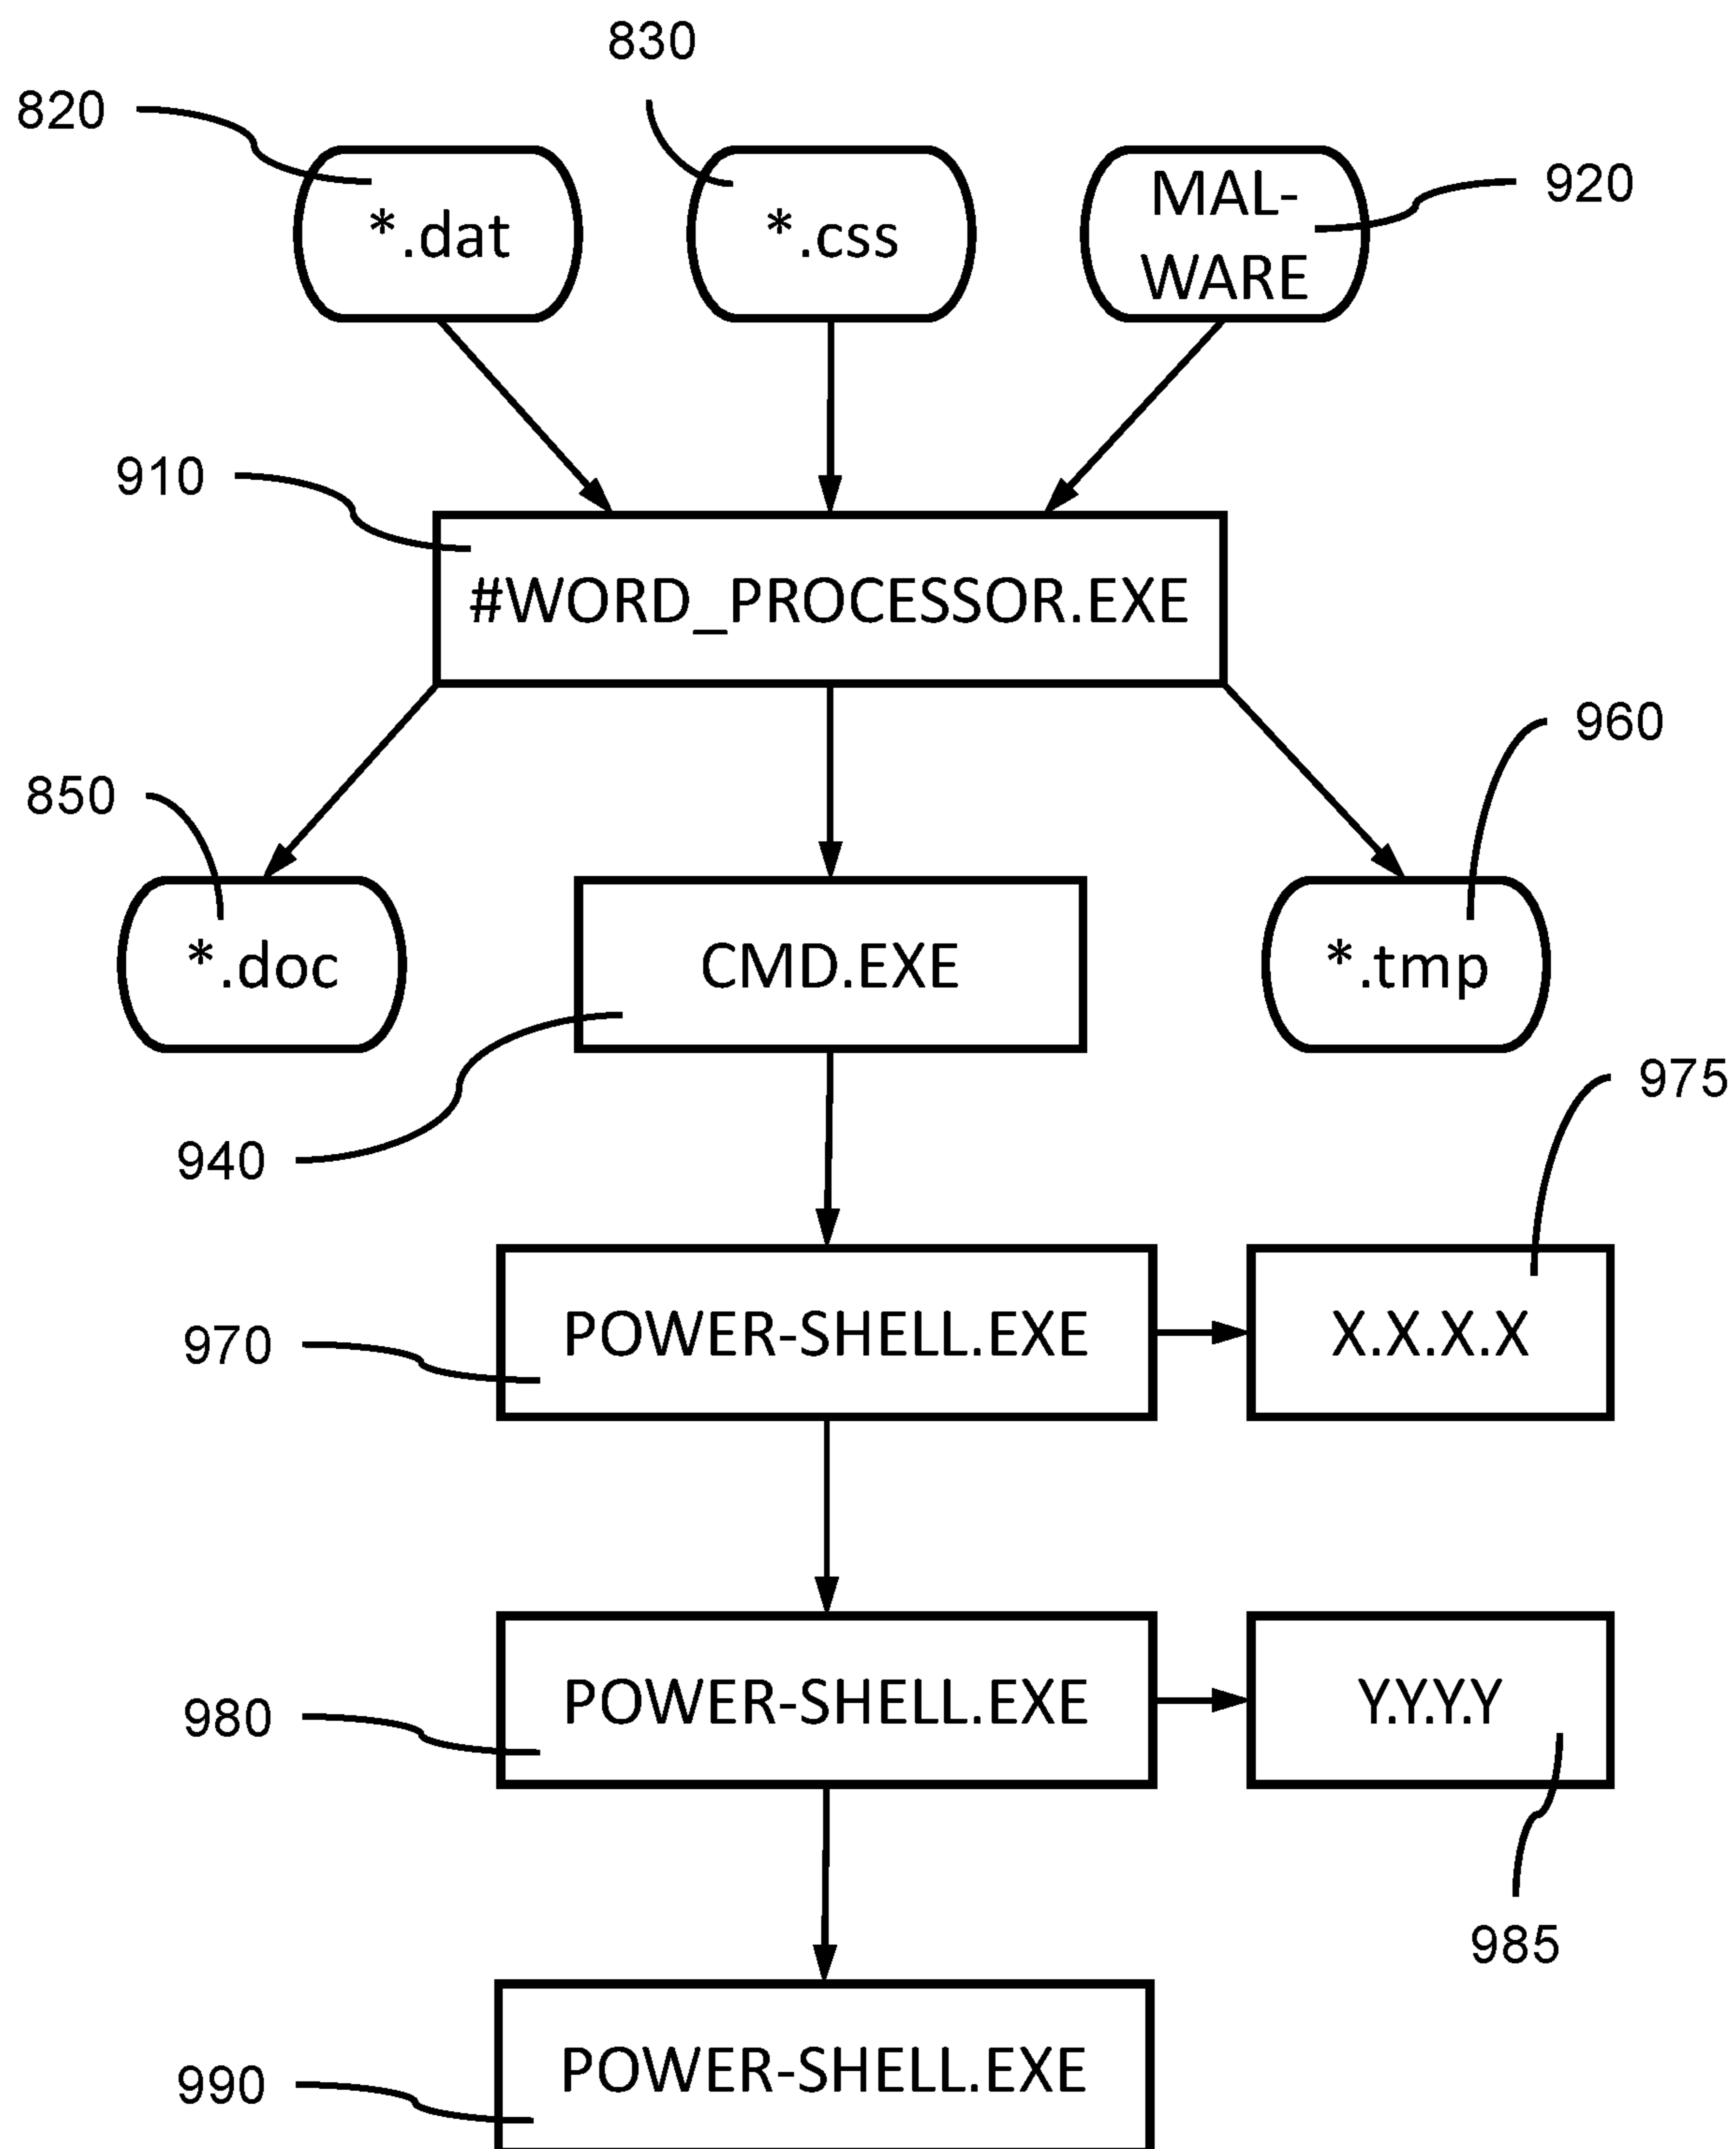 830
820
*.dat
*.css
MAL-
WARE
920
910
#WORD_PROCESSOR.EXE
960
850
*.doc
CMD.EXE
*.tmp
975
940
POWER-SHELL.EXE
X.X.X.X
970
POWER-SHELL.EXE
Y.Y.Y.Y
980
985
POWER-SHELL.EXE
990